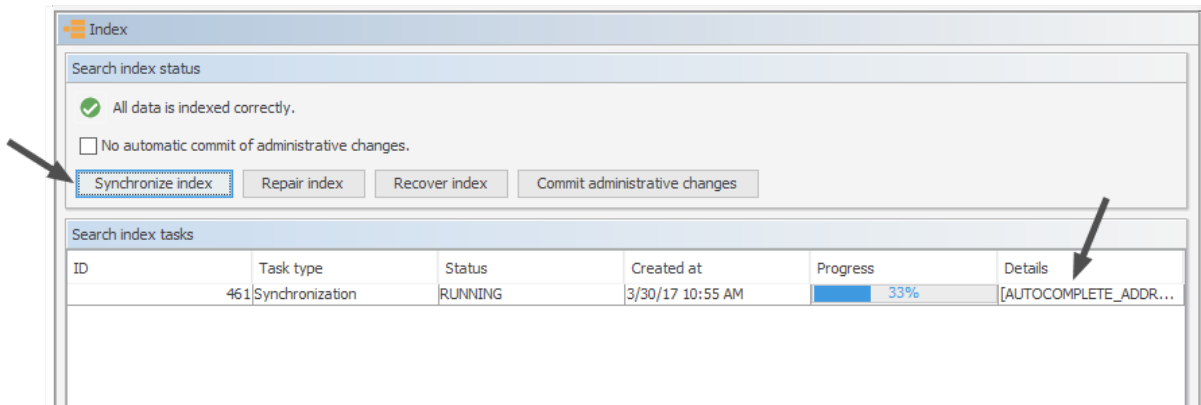 Index
Search index status
All data is indexed correctly.
No automatic commit of administrative changes.
Synchronize index Repair index Recover index Commit administrative changes
Search index tasks
ID Task type Status Created at Progress Details
461 Synchronization RUNNING 3/30/17 10:55 AM 33% [AUTOCOMPLETE_ADDR...